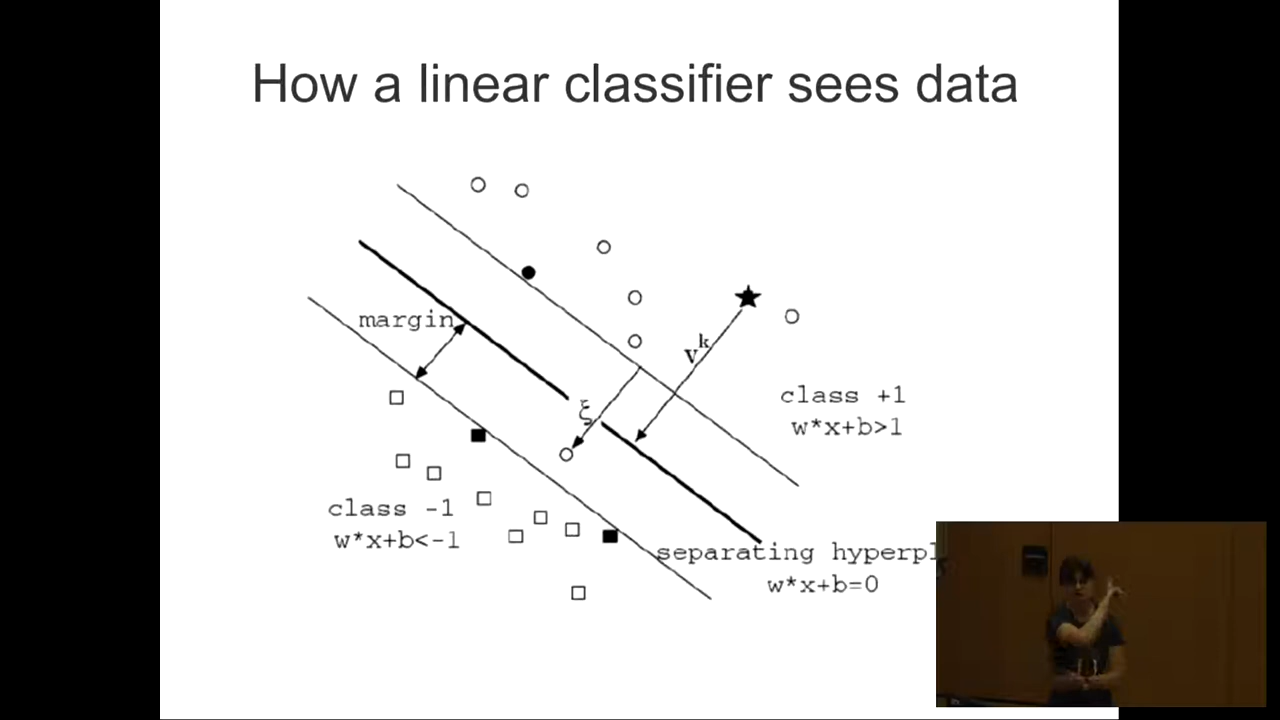 How a linear classifier sees data
margin
v^k
ξ
class +1
w*x+b>1
class -1
w*x+b<-1
separating hyperpl
w*x+b=0